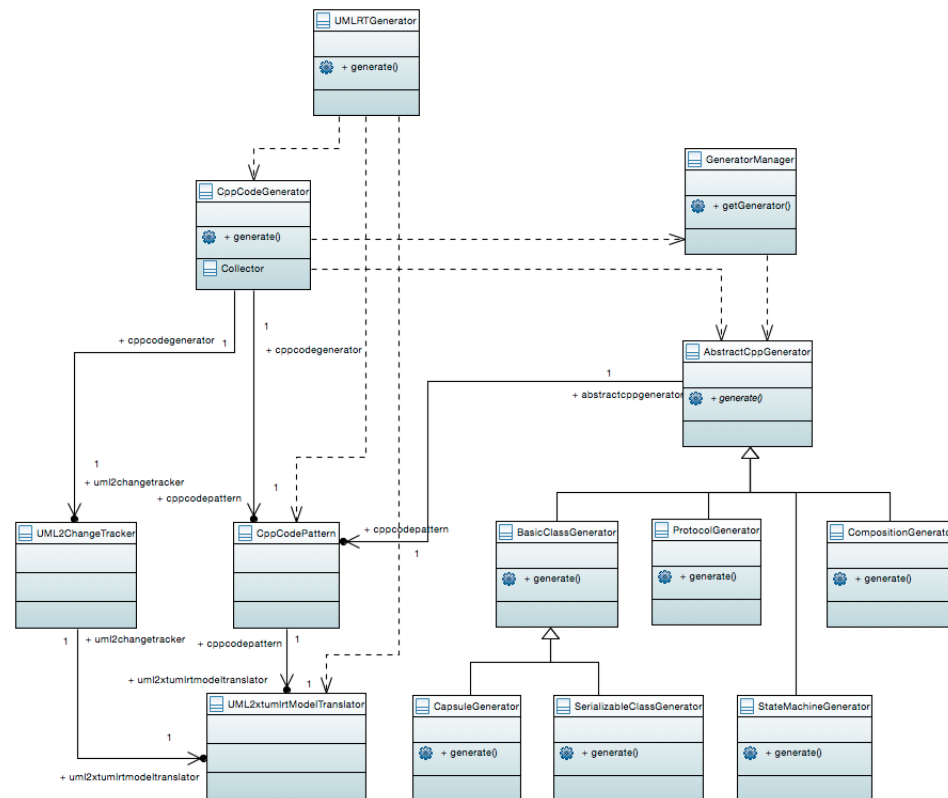 UMLRTGenerator
+ generate()
CppCodeGenerator
+ generate()
Collector
GeneratorManager
+ getGenerator()
+ cppcodegenerator
1
1
+ cppcodegenerator
AbstractCppGenerator
+ generate()
1
+ abstractcppgenerator
1
+ uml2changetracker
1
+ cppcodepattern
+ cppcodepattern
1
UML2ChangeTracker
CppCodePattern
BasicClassGenerator
+ generate()
ProtocolGenerator
+ generate()
CompositionGenerator
+ generate()
1
+ uml2changetracker
+ cppcodepattern
1
+ uml2xtumlrtmodeltranslator
1
UML2xtumlrtModelTranslator
1
+ uml2xtumlrtmodeltranslator
CapsuleGenerator
+ generate()
SerializableClassGenerator
+ generate()
StateMachineGenerator
+ generate()